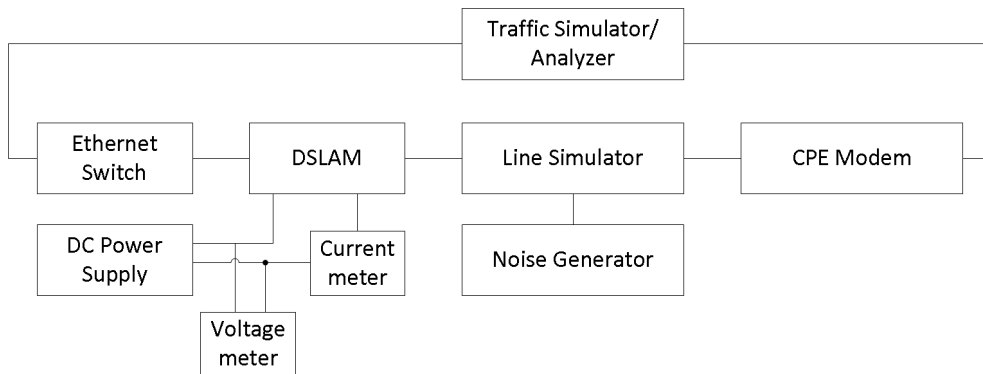 Traffic Simulator/
Analyzer
Ethernet
Switch
DSLAM
Line Simulator
CPE Modem
DC Power
Supply
Current
meter
Noise Generator
Voltage
meter